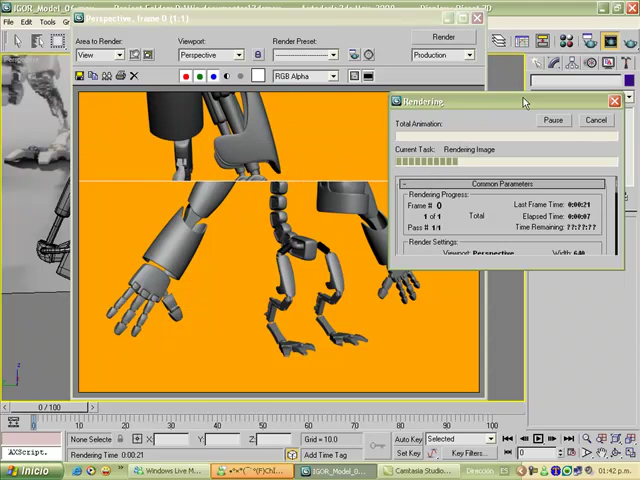 Perspective, frame 0 (1:1)
Area to Render:
Viewport:
Render Preset:
Render
View
Perspective
Production
RGB Alpha
Rendering
Total Animation:
Pause
Cancel
Current Task: Rendering Image
Common Parameters
Rendering Progress:
Frame # 0
Last Frame Time: 0:00:21
1 of 1
Total
Elapsed Time: 0:00:07
Pass # 1/1
Time Remaining: ??:??:??
Render Settings:
Viewport: Perspective
Width: 640
0 / 100
10 20 30 40 50 60 70 80 90 100
None Selecte
X:
Y:
Z:
Grid = 10.0
Auto Key
Selected
Set Key
Key Filters...
0
AXScript.
Rendering Time 0:00:21
Add Time Tag
Inicio
Windows Live M...
IGOR_Model_0...
Camtasia Studio...
Dirección
ES
01:42 p.m.